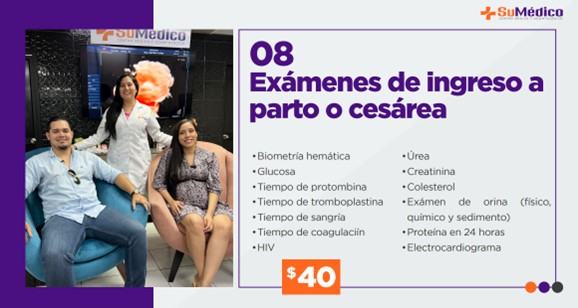 SuMédico
SuMédico
08
Exámenes de ingreso a
parto o cesárea
• Biometría hemática
• Glucosa
• Tiempo de protombina
• Tiempo de tromboplastina
• Tiempo de sangría
• Tiempo de coagulaciín
• HIV
• Úrea
• Creatinina
• Colesterol
• Exámen de orina (físico,
químico y sedimento)
• Proteína en 24 horas
• Electrocardiograma
$40